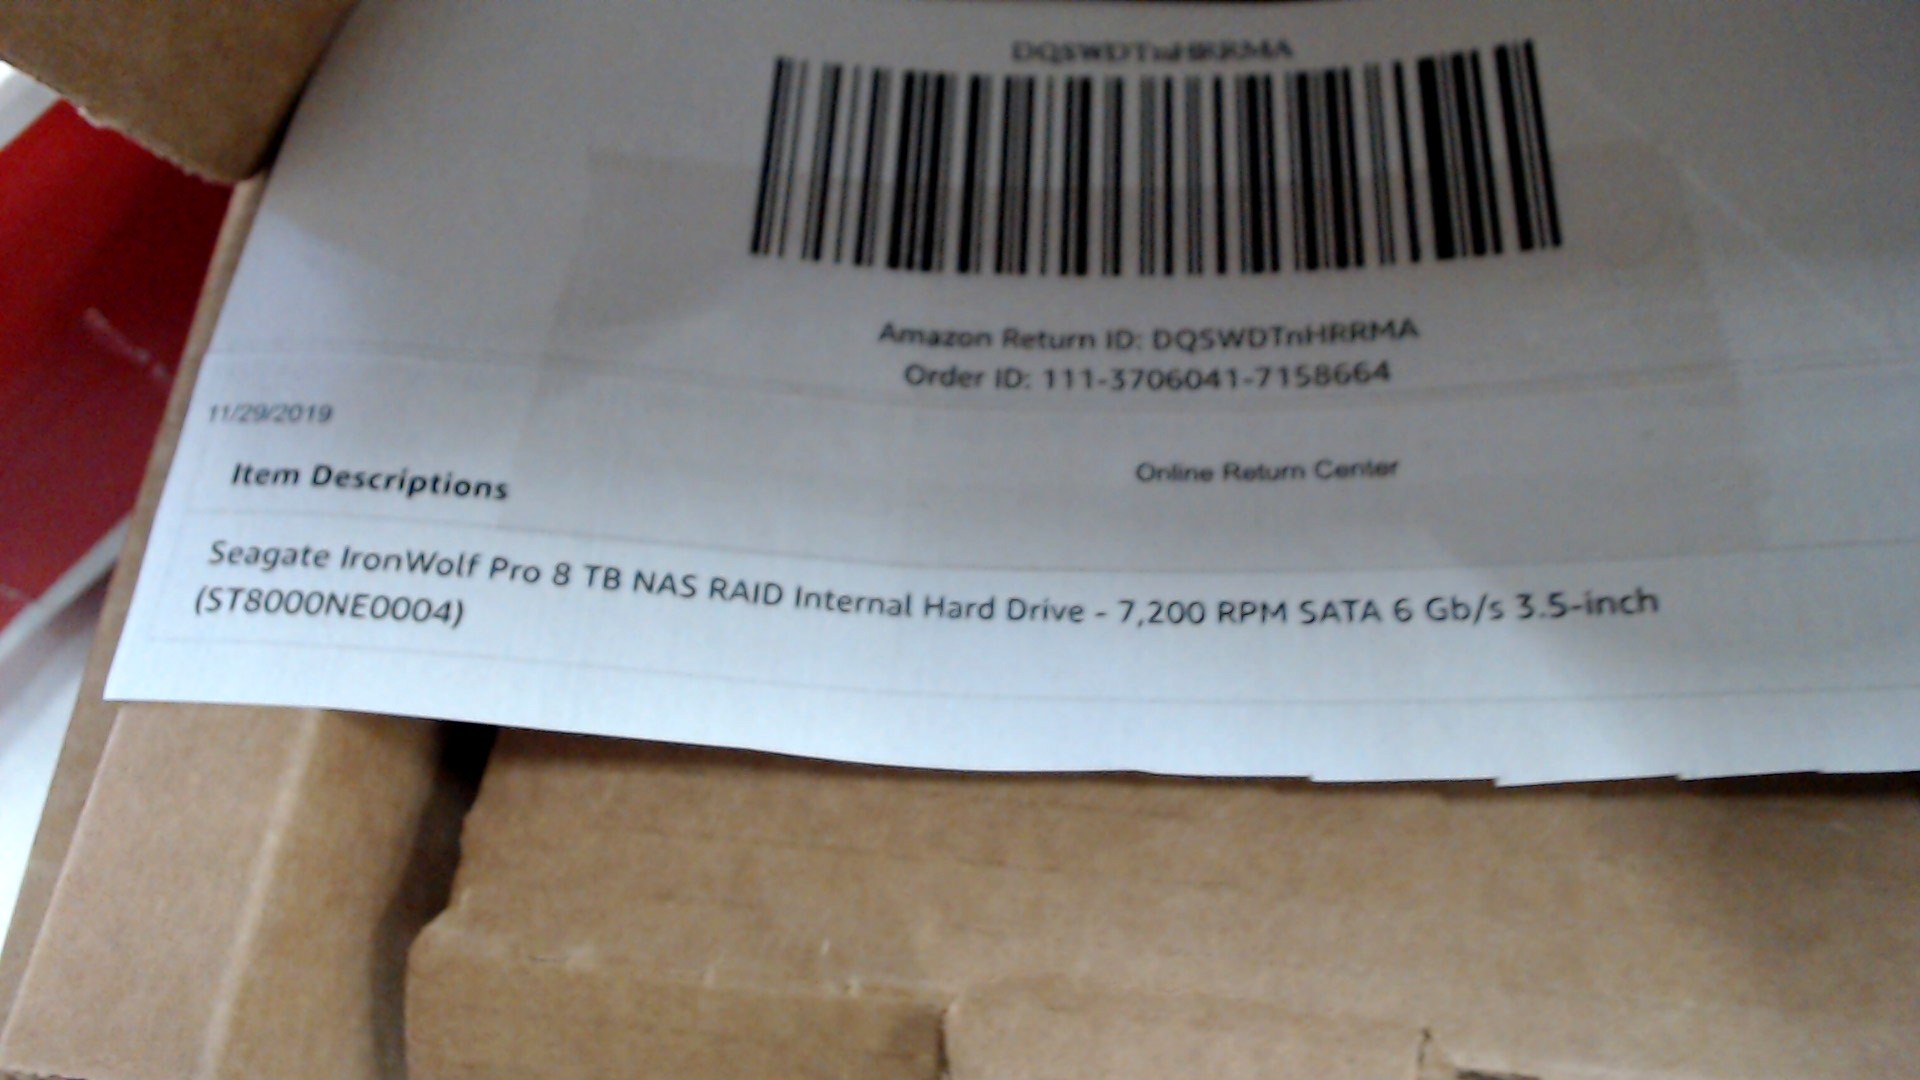 DQSWDTnHRRMA
Amazon Return ID: DQSWDTnHRRMA
Order ID: 111-3706041-7158664
11/29/2019
Online Return Center
Item Descriptions
Seagate IronWolf Pro 8 TB NAS RAID Internal Hard Drive - 7,200 RPM SATA 6 Gb/s 3.5-inch
(ST8000NE0004)